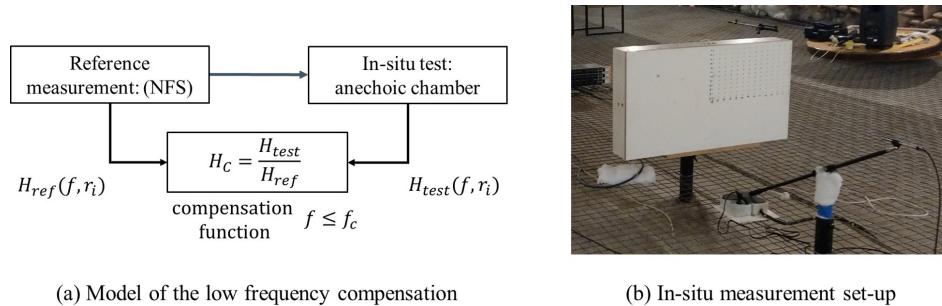 Reference
measurement: (NFS)
In-situ test:
anechoic chamber
H_C = H_test / H_ref
H_ref(f, r_i)
H_test(f, r_i)
compensation
function f ≤ f_c
(a) Model of the low frequency compensation
(b) In-situ measurement set-up